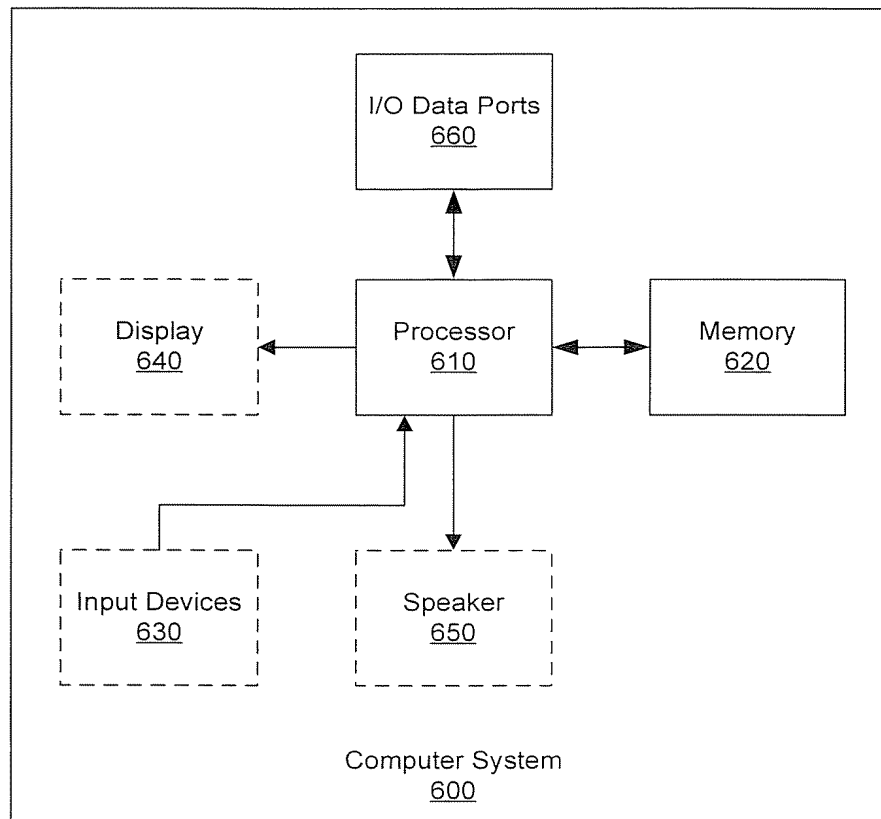 I/O Data Ports
660
Display
640
Processor
610
Memory
620
Input Devices
630
Speaker
650
Computer System
600